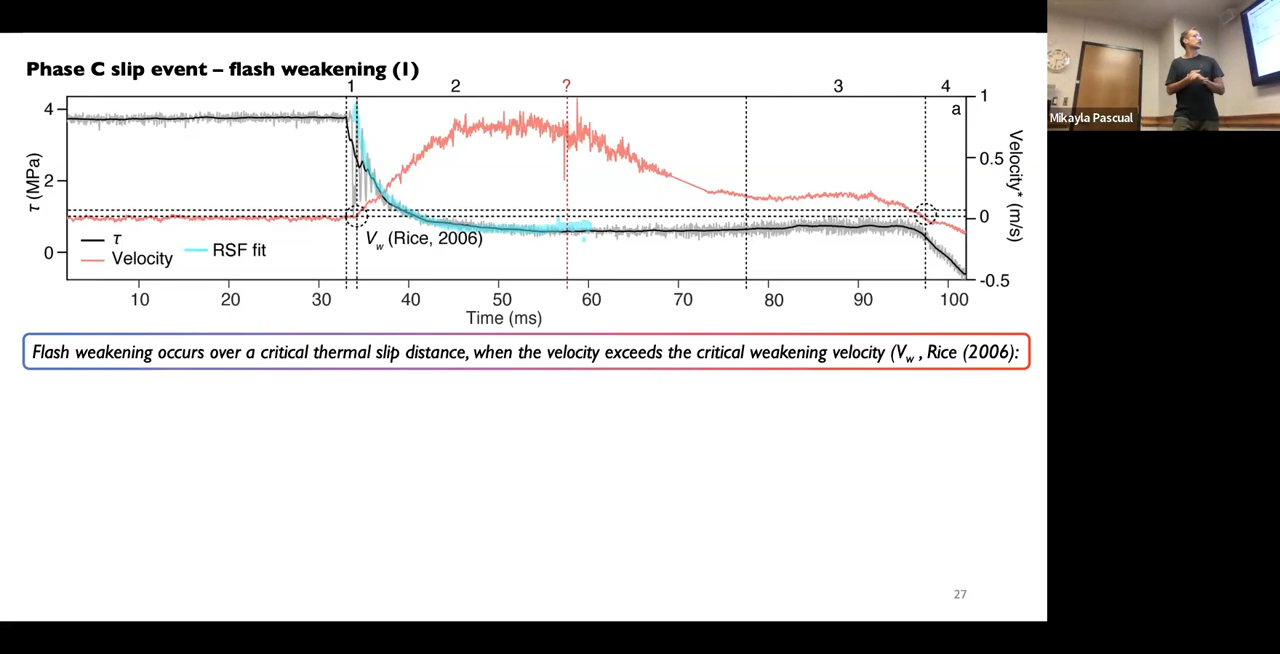 Phase C slip event – flash weakening (1)
1 2 ? 3 4
4 2 0
τ (MPa)
a
1 0.5 0 -0.5
Velocity* (m/s)
V_w (Rice, 2006)
τ
Velocity
RSF fit
10 20 30 40 50 60 70 80 90 100
Time (ms)
Flash weakening occurs over a critical thermal slip distance, when the velocity exceeds the critical weakening velocity (V_w , Rice (2006):
27
Mikayla Pascual